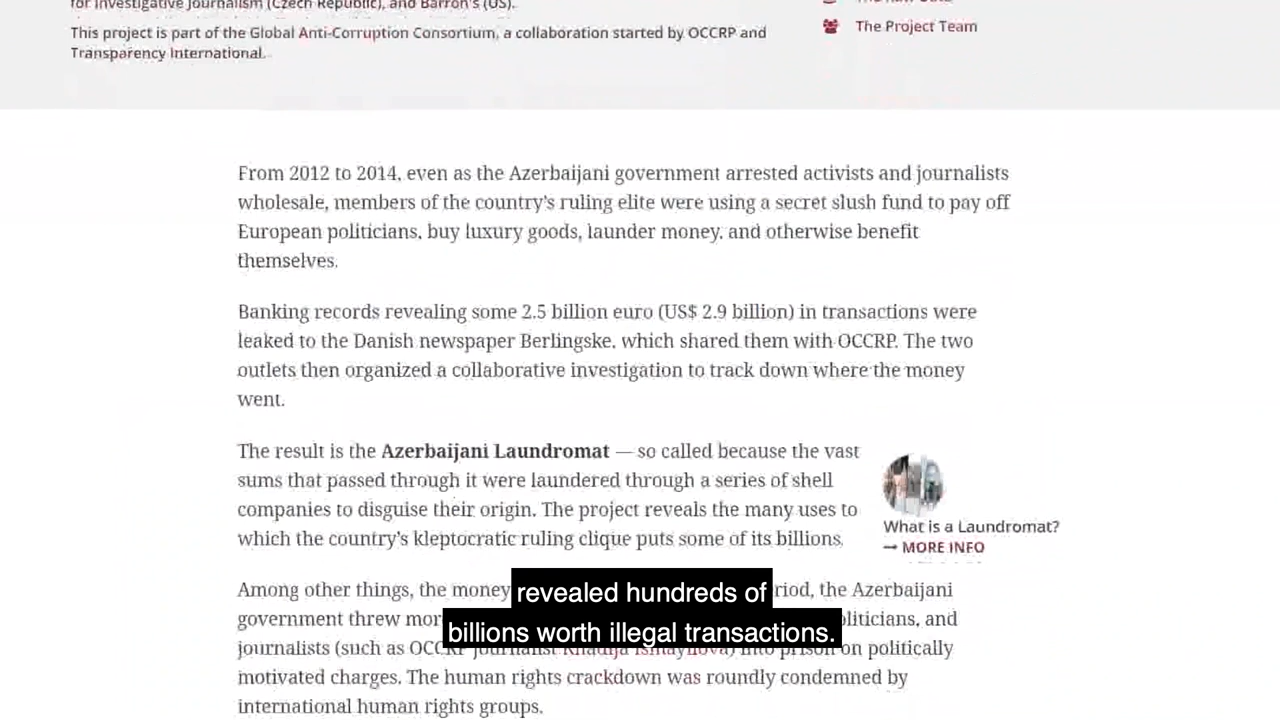 for Investigative Journalism (Czech Republic), and Barron's (US).
This project is part of the Global Anti-Corruption Consortium, a collaboration started by OCCRP and
Transparency International.
The Project Team
From 2012 to 2014, even as the Azerbaijani government arrested activists and journalists
wholesale, members of the country's ruling elite were using a secret slush fund to pay off
European politicians, buy luxury goods, launder money, and otherwise benefit
themselves.
Banking records revealing some 2.5 billion euro (US$ 2.9 billion) in transactions were
leaked to the Danish newspaper Berlingske, which shared them with OCCRP. The two
outlets then organized a collaborative investigation to track down where the money
went.
The result is the Azerbaijani Laundromat — so called because the vast
sums that passed through it were laundered through a series of shell
companies to disguise their origin. The project reveals the many uses to
which the country's kleptocratic ruling clique puts some of its billions.
What is a Laundromat?
→ MORE INFO
Among other things, the money riod, the Azerbaijani
government threw mor oliticians, and
journalists (such as OCCRP journalist Khadija Ismayilova) into prison on politically
motivated charges. The human rights crackdown was roundly condemned by
international human rights groups.
revealed hundreds of
billions worth illegal transactions.